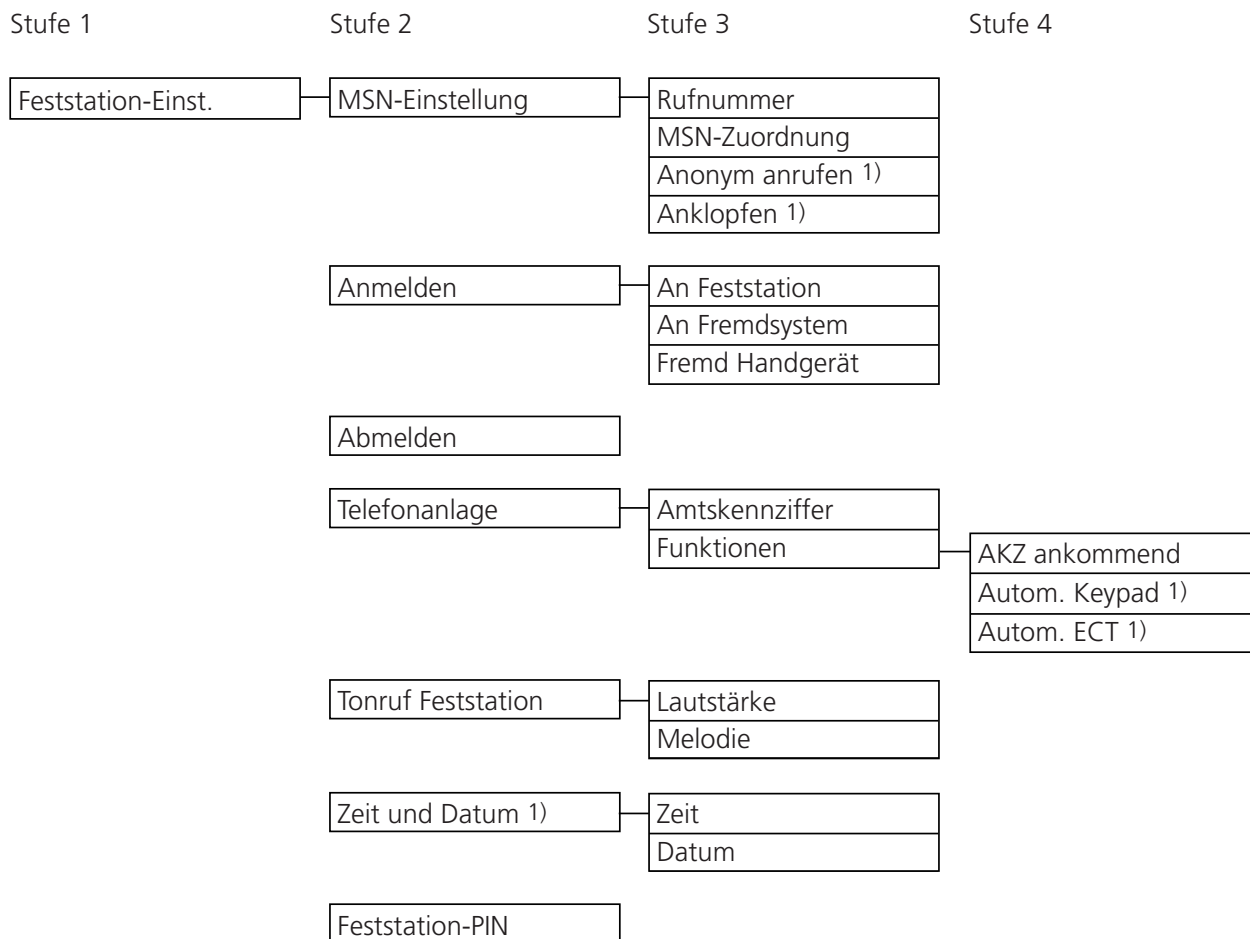 Stufe 1 Stufe 2 Stufe 3 Stufe 4
Feststation-Einst. MSN-Einstellung Rufnummer
MSN-Zuordnung
Anonym anrufen 1)
Anklopfen 1)
Anmelden An Feststation
An Fremdsystem
Fremd Handgerät
Abmelden
Telefonanlage Amtskennziffer
Funktionen AKZ ankommend
Autom. Keypad 1)
Autom. ECT 1)
Tonruf Feststation Lautstärke
Melodie
Zeit und Datum 1) Zeit
Datum
Feststation-PIN